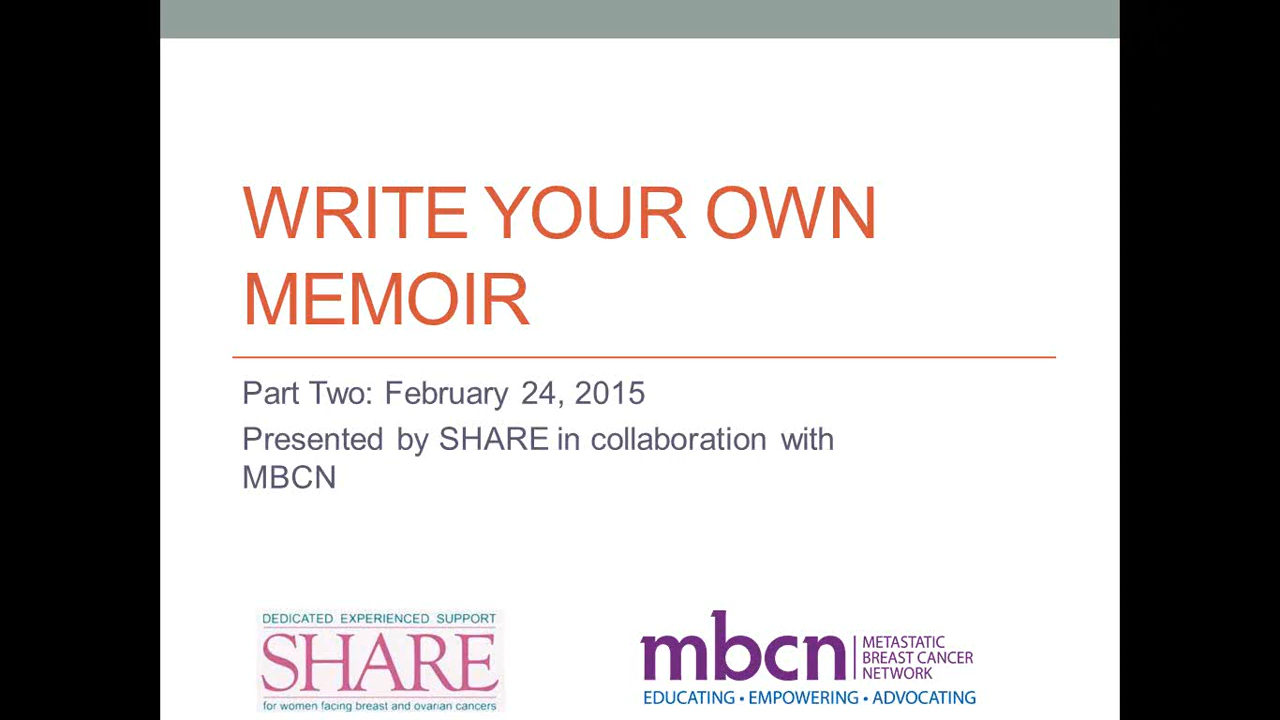 WRITE YOUR OWN
MEMOIR
Part Two: February 24, 2015
Presented by SHARE in collaboration with
MBCN
DEDICATED EXPERIENCED SUPPORT
SHARE
for women facing breast and ovarian cancers
mbcn
METASTATIC
BREAST CANCER
NETWORK
EDUCATING • EMPOWERING • ADVOCATING